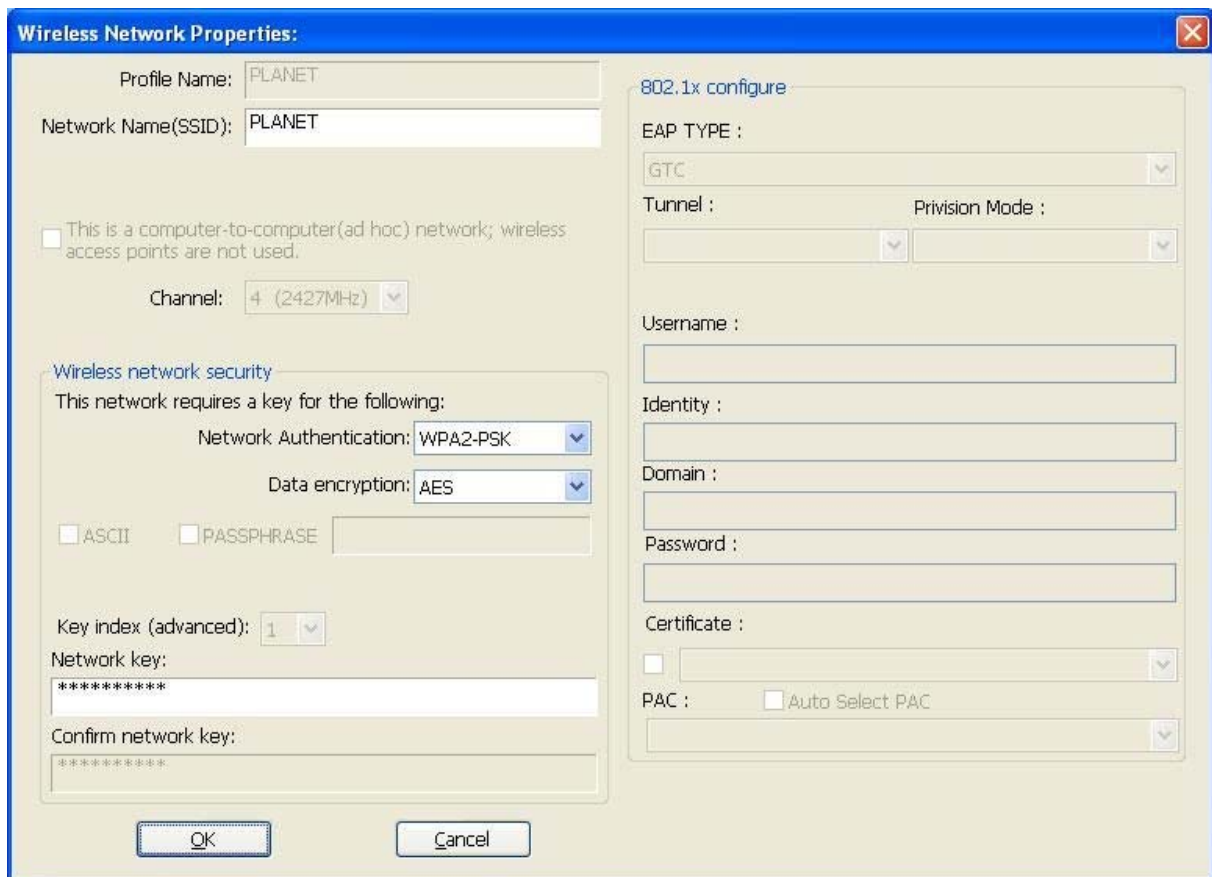 Wireless Network Properties:
Profile Name: PLANET
Network Name(SSID): PLANET
This is a computer-to-computer(ad hoc) network; wireless
access points are not used.
Channel: 4 (2427MHz)
Wireless network security
This network requires a key for the following:
Network Authentication: WPA2-PSK
Data encryption: AES
ASCII PASSPHRASE
Key index (advanced): 1
Network key:
**********
Confirm network key:
**********
OK Cancel
802.1x configure
EAP TYPE :
GTC
Tunnel : Privision Mode :
Username :
Identity :
Domain :
Password :
Certificate :
PAC : Auto Select PAC